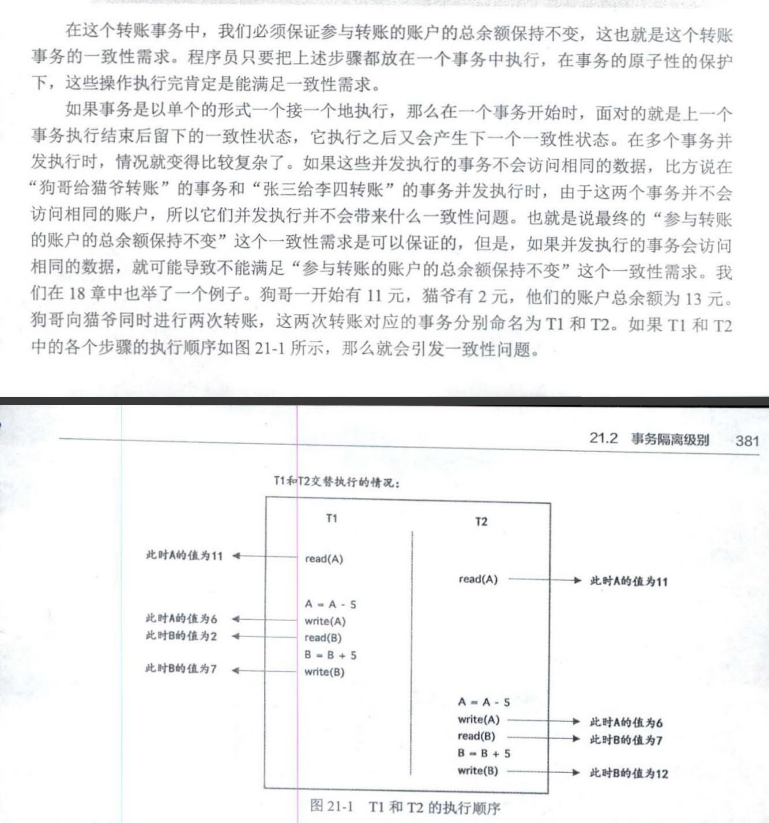 在这个转账事务中，我们必须保证参与转账的账户的总余额保持不变，这也就是这个转账
事务的一致性需求。程序员只要把上述步骤都放在一个事务中执行，在事务的原子性的保护
下，这些操作执行完肯定是能满足一致性需求。
如果事务是以单个的形式一个接一个地执行，那么在一个事务开始时，面对的就是上一个
事务执行结束后留下的一致性状态，它执行之后又会产生下一个一致性状态。在多个事务并
发执行时，情况就变得比较复杂了。如果这些并发执行的事务不会访问相同的数据，比方说在
“狗哥给猫爷转账”的事务和“张三给李四转账”的事务并发执行时，由于这两个事务并不会
访问相同的账户，所以它们并发执行并不会带来什么一致性问题。也就是说最终的“参与转账
的账户的总余额保持不变”这个一致性需求是可以保证的，但是，如果并发执行的事务会访问
相同的数据，就可能导致不能满足“参与转账的账户的总余额保持不变”这个一致性需求。我
们在 18 章中也举了一个例子。狗哥一开始有 11 元，猫爷有 2 元，他们的账户总余额为 13 元。
狗哥向猫爷同时进行两次转账，这两次转账对应的事务分别命名为 T1 和 T2。如果 T1 和 T2
中的各个步骤的执行顺序如图 21-1 所示，那么就会引发一致性问题。
21.2 事务隔离级别 381
T1和T2交替执行的情况：
T1 T2
此时A的值为11 read(A)
read(A) 此时A的值为11
A = A - 5
此时A的值为6 write(A)
此时B的值为2 read(B)
B = B + 5
此时B的值为7 write(B)
A = A - 5
write(A) 此时A的值为6
read(B) 此时B的值为7
B = B + 5
write(B) 此时B的值为12
图 21-1 T1 和 T2 的执行顺序